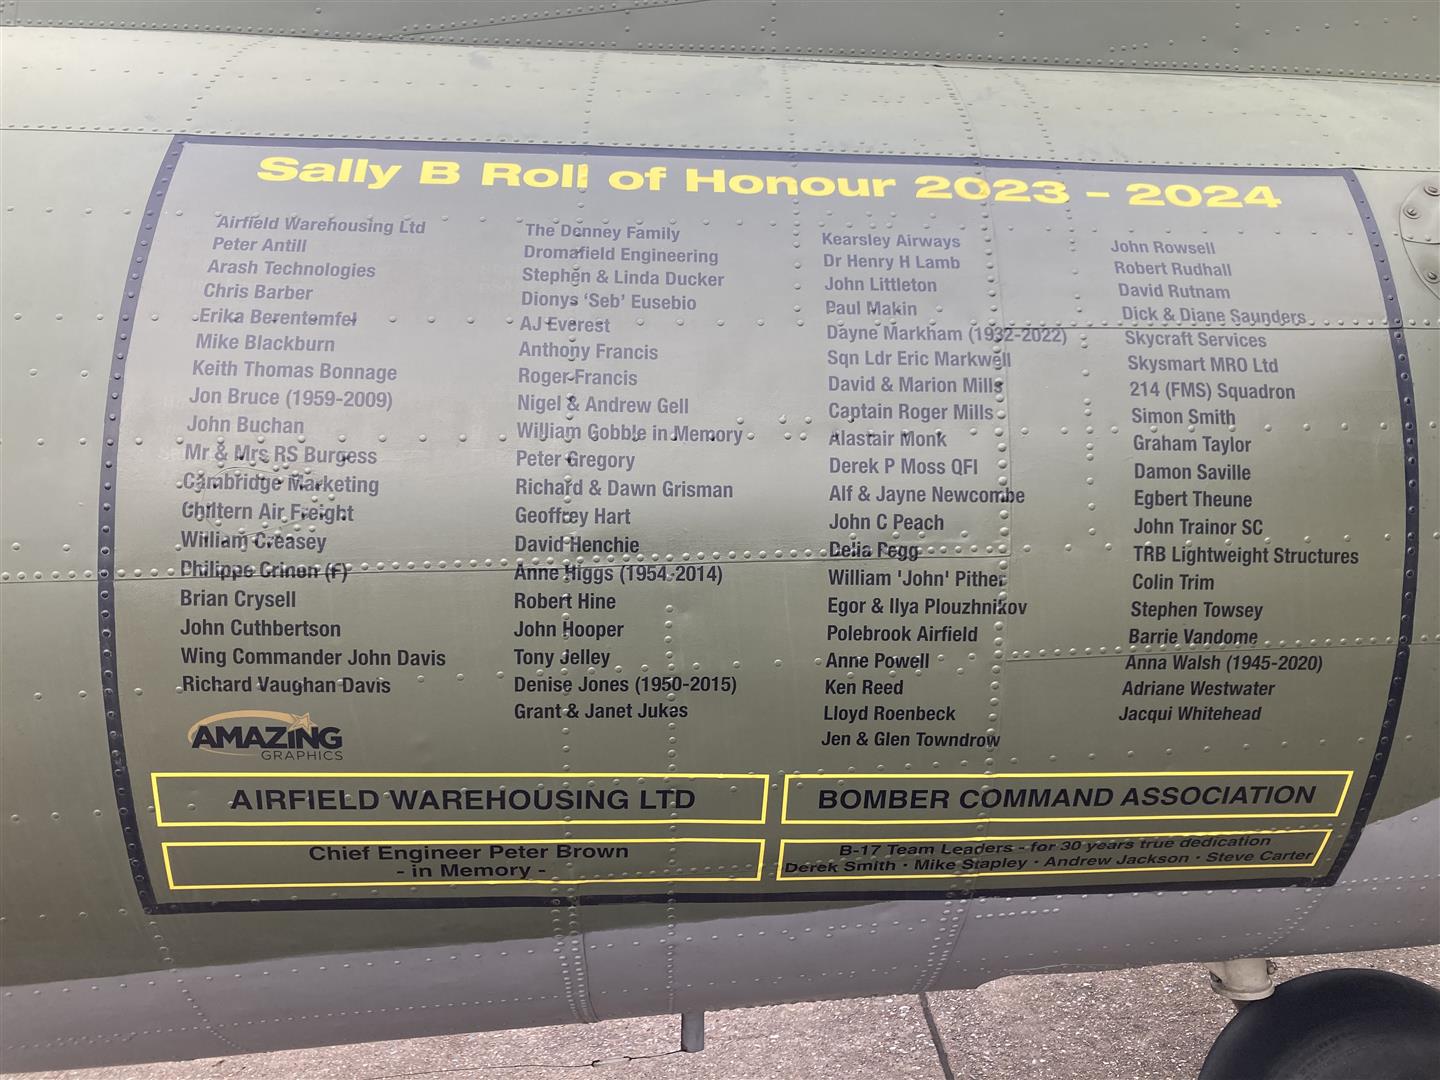 Sally B Roll of Honour 2023 - 2024
Airfield Warehousing Ltd
Peter Antill
Arash Technologies
Chris Barber
Erika Berentemfel
Mike Blackburn
Keith Thomas Bonnage
Jon Bruce (1959-2009)
John Buchan
Mr & Mrs RS Burgess
Cambridge Marketing
Chiltern Air Freight
William Creasey
Philippe Crinon (F)
Brian Crysell
John Cuthbertson
Wing Commander John Davis
Richard Vaughan Davis
AMAZING
GRAPHICS
The Denney Family
Dromafield Engineering
Stephen & Linda Ducker
Dionys ‘Seb’ Eusebio
AJ Everest
Anthony Francis
Roger Francis
Nigel & Andrew Gell
William Gobble in Memory
Peter Gregory
Richard & Dawn Grisman
Geoffrey Hart
David Henchie
Anne Higgs (1954-2014)
Robert Hine
John Hooper
Tony Jelley
Denise Jones (1950-2015)
Grant & Janet Jukes
Kearsley Airways
Dr Henry H Lamb
John Littleton
Paul Makin
Dayne Markham (1932-2022)
Sqn Ldr Eric Markwell
David & Marion Mills
Captain Roger Mills
Alastair Monk
Derek P Moss QFI
Alf & Jayne Newcombe
John C Peach
Delia Pegg
William 'John' Pither
Egor & Ilya Plouzhnikov
Polebrook Airfield
Anne Powell
Ken Reed
Lloyd Roenbeck
Jen & Glen Towndrow
John Rowsell
Robert Rudhall
David Rutnam
Dick & Diane Saunders
Skycraft Services
Skysmart MRO Ltd
214 (FMS) Squadron
Simon Smith
Graham Taylor
Damon Saville
Egbert Theune
John Trainor SC
TRB Lightweight Structures
Colin Trim
Stephen Towsey
Barrie Vandome
Anna Walsh (1945-2020)
Adriane Westwater
Jacqui Whitehead
AIRFIELD WAREHOUSING LTD
BOMBER COMMAND ASSOCIATION
Chief Engineer Peter Brown
- in Memory -
B-17 Team Leaders - for 30 years true dedication
Derek Smith • Mike Stapley • Andrew Jackson • Steve Carter